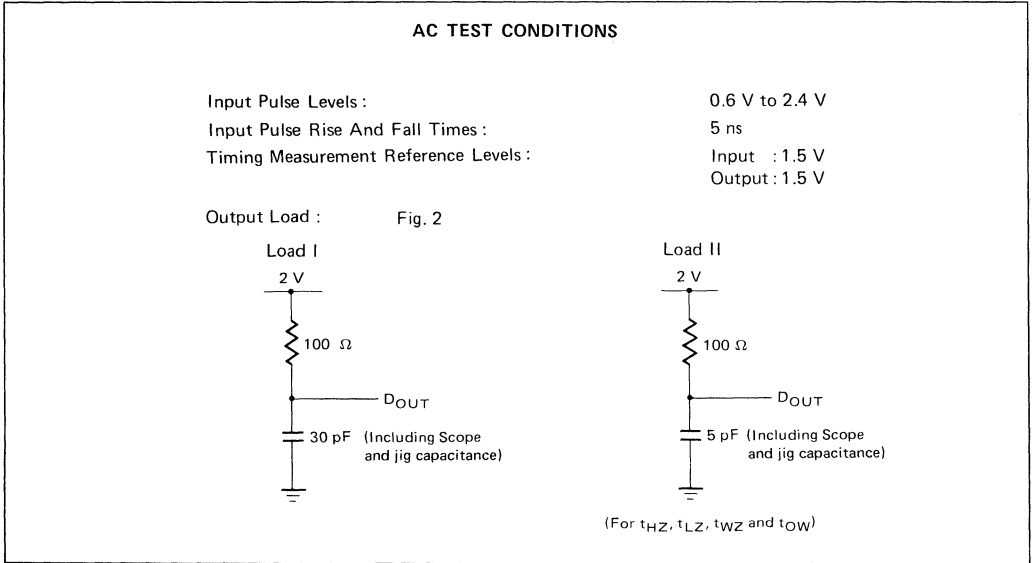 AC TEST CONDITIONS
Input Pulse Levels : 0.6 V to 2.4 V
Input Pulse Rise And Fall Times : 5 ns
Timing Measurement Reference Levels : Input : 1.5 V
Output : 1.5 V
Output Load : Fig. 2
Load I
2 V
100 Ω
DOUT
30 pF (Including Scope
and jig capacitance)
Load II
2 V
100 Ω
DOUT
5 pF (Including Scope
and jig capacitance)
(For tHZ, tLZ, tWZ and tOW)